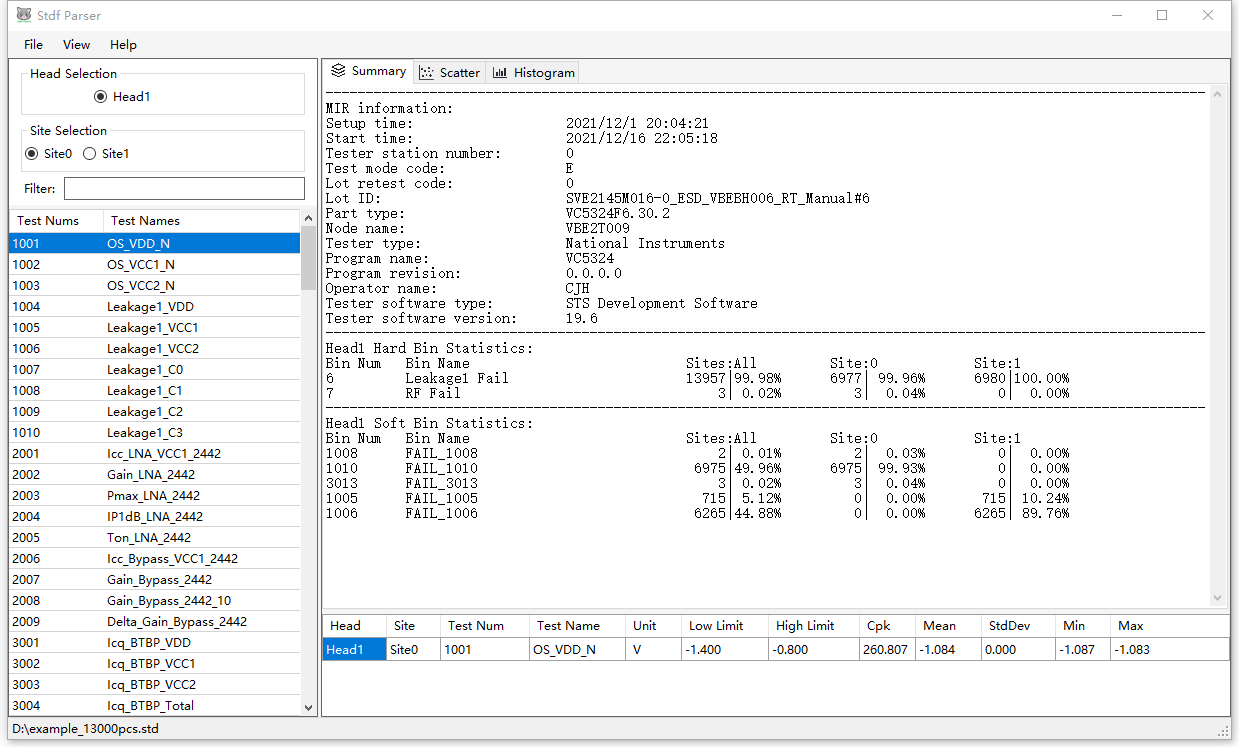 Stdf Parser
File View Help
Head Selection
Head1
Site Selection
Site0 Site1
Filter:
Test Nums Test Names
1001 OS_VDD_N
1002 OS_VCC1_N
1003 OS_VCC2_N
1004 Leakage1_VDD
1005 Leakage1_VCC1
1006 Leakage1_VCC2
1007 Leakage1_C0
1008 Leakage1_C1
1009 Leakage1_C2
1010 Leakage1_C3
2001 Icc_LNA_VCC1_2442
2002 Gain_LNA_2442
2003 Pmax_LNA_2442
2004 IP1dB_LNA_2442
2005 Ton_LNA_2442
2006 Icc_Bypass_VCC1_2442
2007 Gain_Bypass_2442
2008 Gain_Bypass_2442_10
2009 Delta_Gain_Bypass_2442
3001 Icq_BTBP_VDD
3002 Icq_BTBP_VCC1
3003 Icq_BTBP_VCC2
3004 Icq_BTBP_Total
Summary Scatter Histogram
MIR information:
Setup time: 2021/12/1 20:04:21
Start time: 2021/12/16 22:05:18
Tester station number: 0
Test mode code: E
Lot retest code: 0
Lot ID: SVE2145M016-0_ESD_VBEBH006_RT_Manual#6
Part type: VC5324F6.30.2
Node name: VBE2T009
Tester type: National Instruments
Program name: VC5324
Program revision: 0.0.0.0
Operator name: CJH
Tester software type: STS Development Software
Tester software version: 19.6
Head1 Hard Bin Statistics:
Bin Num Bin Name Sites:All Site:0 Site:1
6 Leakage1 Fail 13957| 99.98% 6977| 99.96% 6980|100.00%
7 RF Fail 3| 0.02% 3| 0.04% 0| 0.00%
Head1 Soft Bin Statistics:
Bin Num Bin Name Sites:All Site:0 Site:1
1008 FAIL_1008 2| 0.01% 2| 0.03% 0| 0.00%
1010 FAIL_1010 6975| 49.96% 6975| 99.93% 0| 0.00%
3013 FAIL_3013 3| 0.02% 3| 0.04% 0| 0.00%
1005 FAIL_1005 715| 5.12% 0| 0.00% 715| 10.24%
1006 FAIL_1006 6265| 44.88% 0| 0.00% 6265| 89.76%
Head Site Test Num Test Name Unit Low Limit High Limit Cpk Mean StdDev Min Max
Head1 Site0 1001 OS_VDD_N V -1.400 -0.800 260.807 -1.084 0.000 -1.087 -1.083
D:\example_13000pcs.std